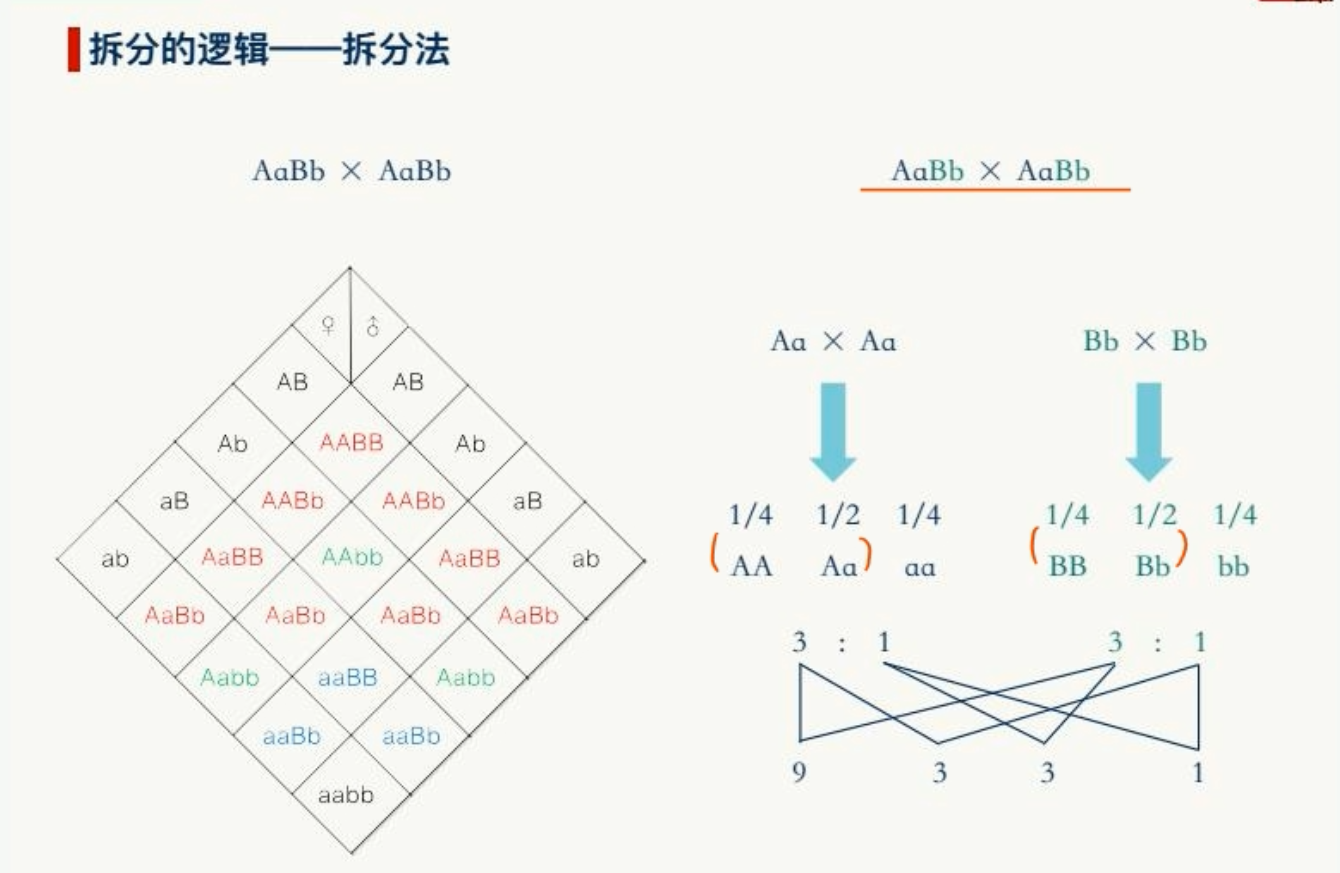 拆分的逻辑——拆分法
AaBb × AaBb
♀ ♂
AB AB
Ab AABB Ab
aB AABb AABb aB
ab AaBB AAbb AaBB ab
AaBb AaBb AaBb AaBb
Aabb aaBB Aabb
aaBb aaBb
aabb
AaBb × AaBb
Aa × Aa Bb × Bb
1/4 1/2 1/4 1/4 1/2 1/4
(AA Aa) aa (BB Bb) bb
3 : 1 3 : 1
9 3 3 1